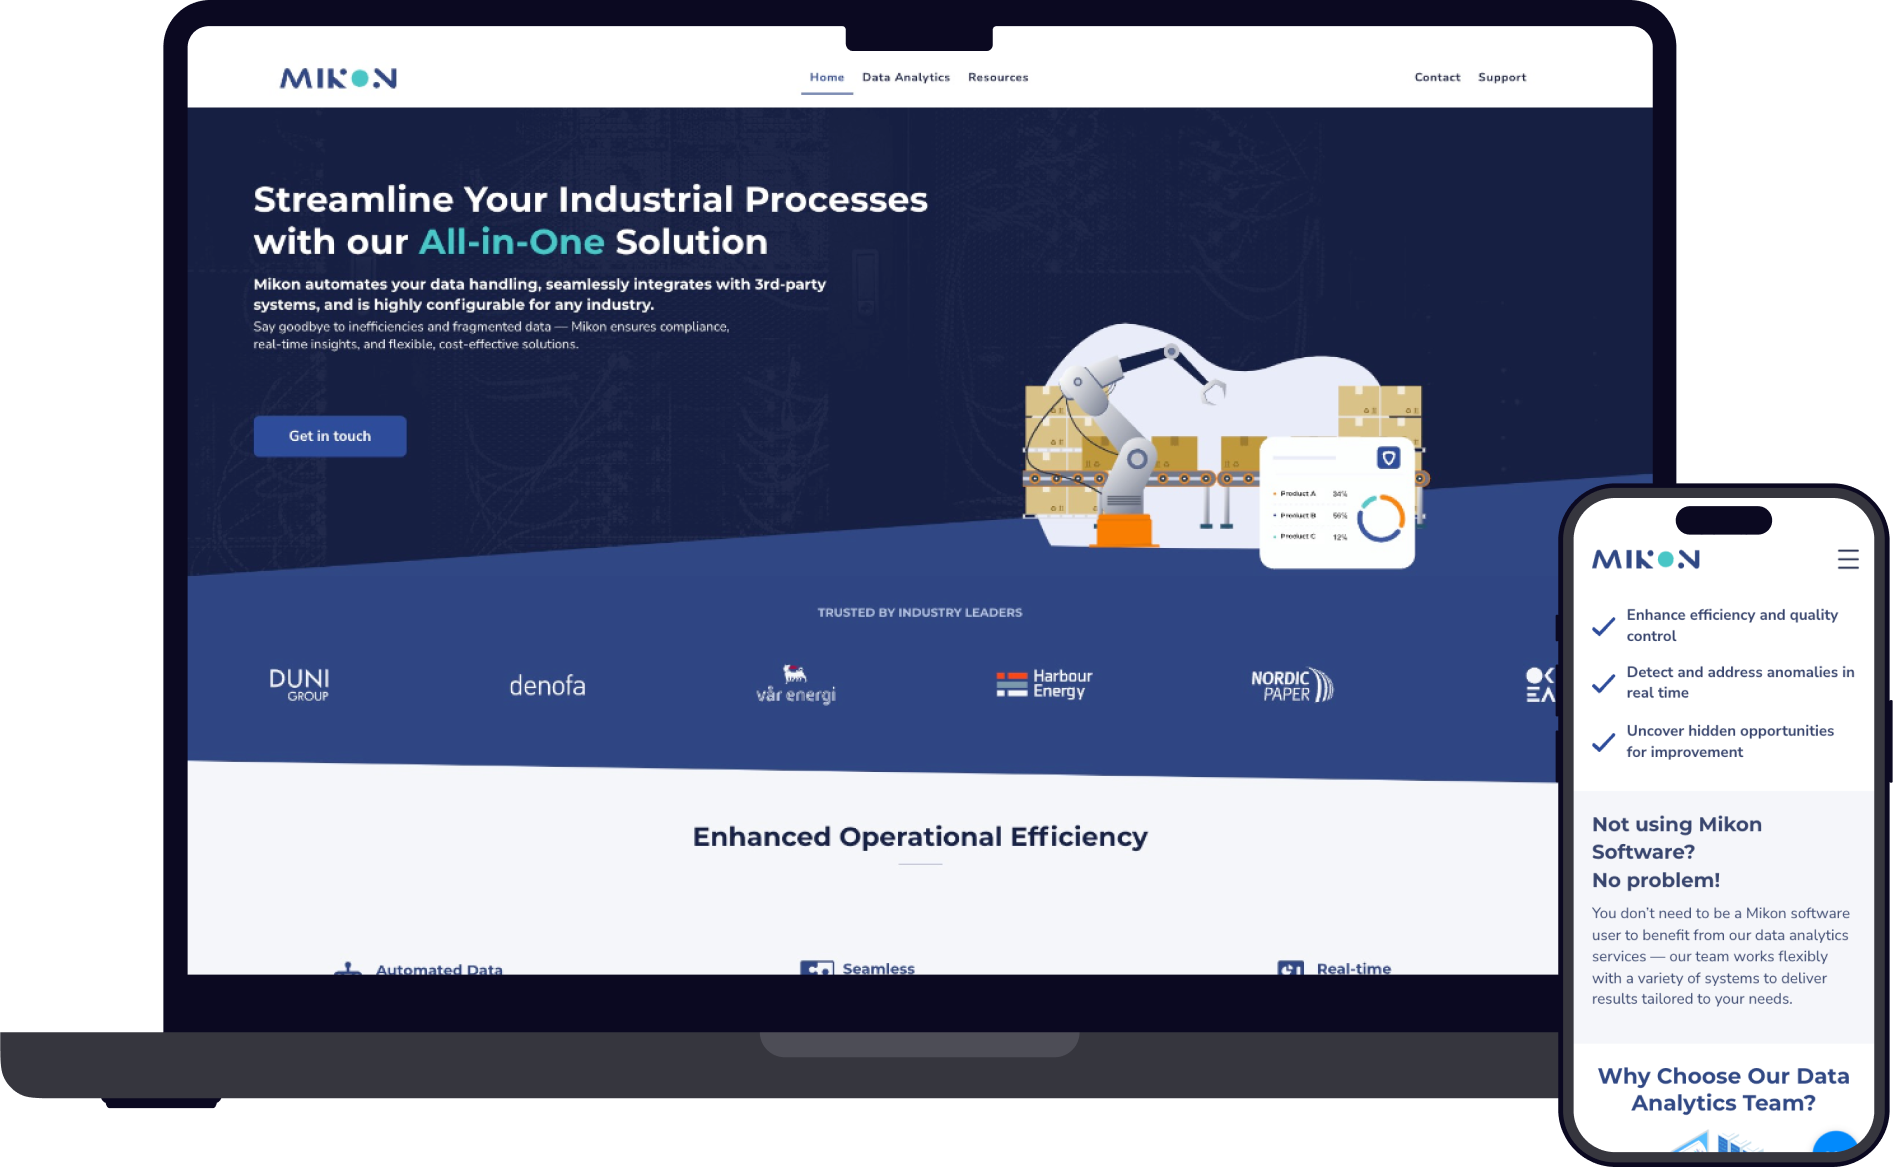 MIKON
Home Data Analytics Resources
Contact Support
Streamline Your Industrial Processes
with our All-in-One Solution
Mikon automates your data handling, seamlessly integrates with 3rd-party
systems, and is highly configurable for any industry.
Say goodbye to inefficiencies and fragmented data — Mikon ensures compliance,
real-time insights, and flexible, cost-effective solutions.
Get in touch
Product A 34%
Product B 56%
Product C 12%
TRUSTED BY INDUSTRY LEADERS
DUNI
GROUP
denofa
vår energi
Harbour
Energy
NORDIC
PAPER
OK
EA
Enhanced Operational Efficiency
Automated Data
Seamless
Real-time
MIKON
Enhance efficiency and quality
control
Detect and address anomalies in
real time
Uncover hidden opportunities
for improvement
Not using Mikon
Software?
No problem!
You don't need to be a Mikon software
user to benefit from our data analytics
services — our team works flexibly
with a variety of systems to deliver
results tailored to your needs.
Why Choose Our Data
Analytics Team?